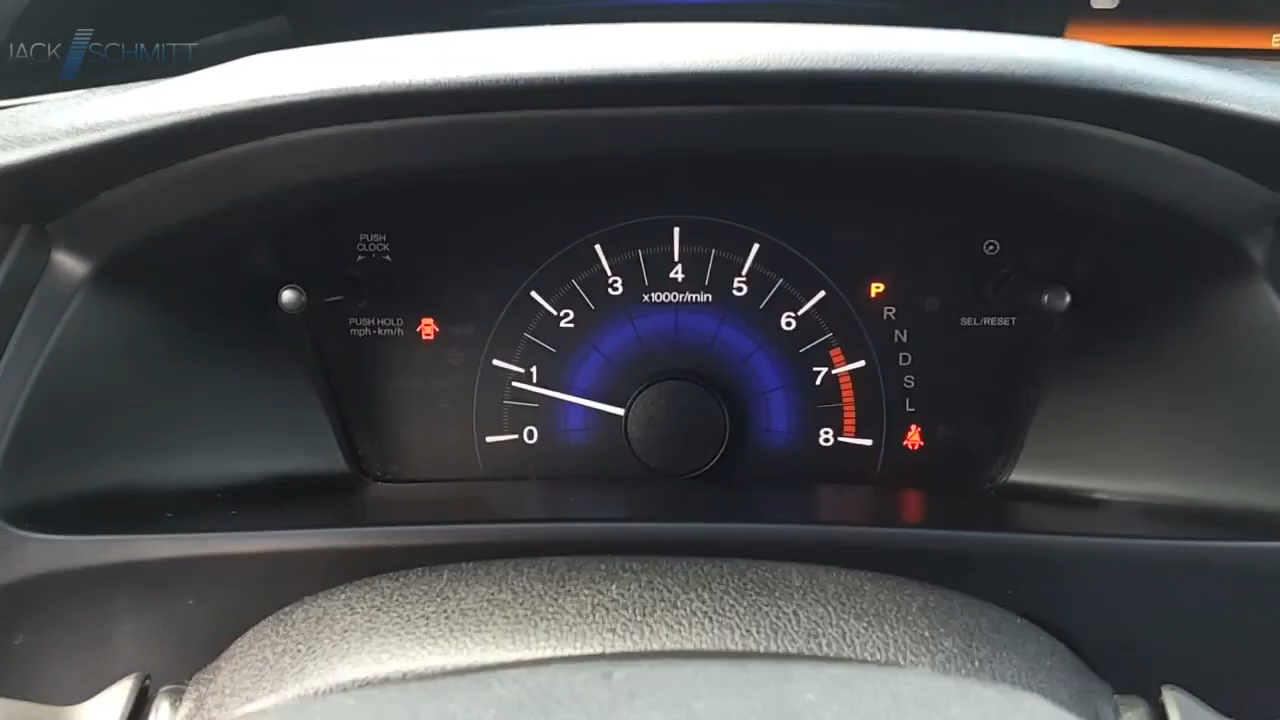 JACK SCHMITT
PUSH
CLOCK
PUSH HOLD
mph-km/h
0
1
2
3
4
5
6
7
8
x1000r/min
P
R
N
D
S
L
SEL/RESET